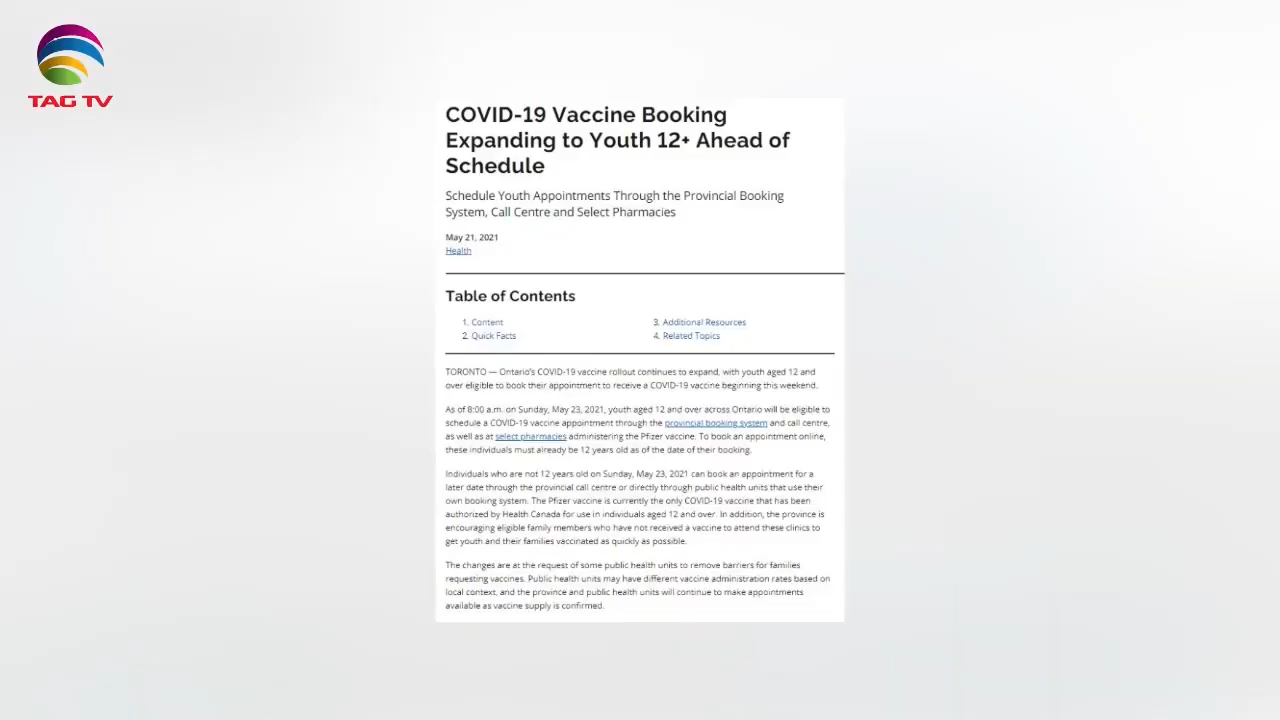 TAG TV
COVID-19 Vaccine Booking
Expanding to Youth 12+ Ahead of
Schedule
Schedule Youth Appointments Through the Provincial Booking
System, Call Centre and Select Pharmacies
May 21, 2021
Health
Table of Contents
1. Content
2. Quick Facts
3. Additional Resources
4. Related Topics
TORONTO — Ontario's COVID-19 vaccine rollout continues to expand, with youth aged 12 and
over eligible to book their appointment to receive a COVID-19 vaccine beginning this weekend.
As of 8:00 a.m. on Sunday, May 23, 2021, youth aged 12 and over across Ontario will be eligible to
schedule a COVID-19 vaccine appointment through the provincial booking system and call centre,
as well as at select pharmacies administering the Pfizer vaccine. To book an appointment online,
these individuals must already be 12 years old as of the date of their booking.
Individuals who are not 12 years old on Sunday, May 23, 2021 can book an appointment for a
later date through the provincial call centre or directly through public health units that use their
own booking system. The Pfizer vaccine is currently the only COVID-19 vaccine that has been
authorized by Health Canada for use in individuals aged 12 and over. In addition, the province is
encouraging eligible family members who have not received a vaccine to attend these clinics to
get youth and their families vaccinated as quickly as possible.
The changes are at the request of some public health units to remove barriers for families
requesting vaccines. Public health units may have different vaccine administration rates based on
local context, and the province and public health units will continue to make appointments
available as vaccine supply is confirmed.